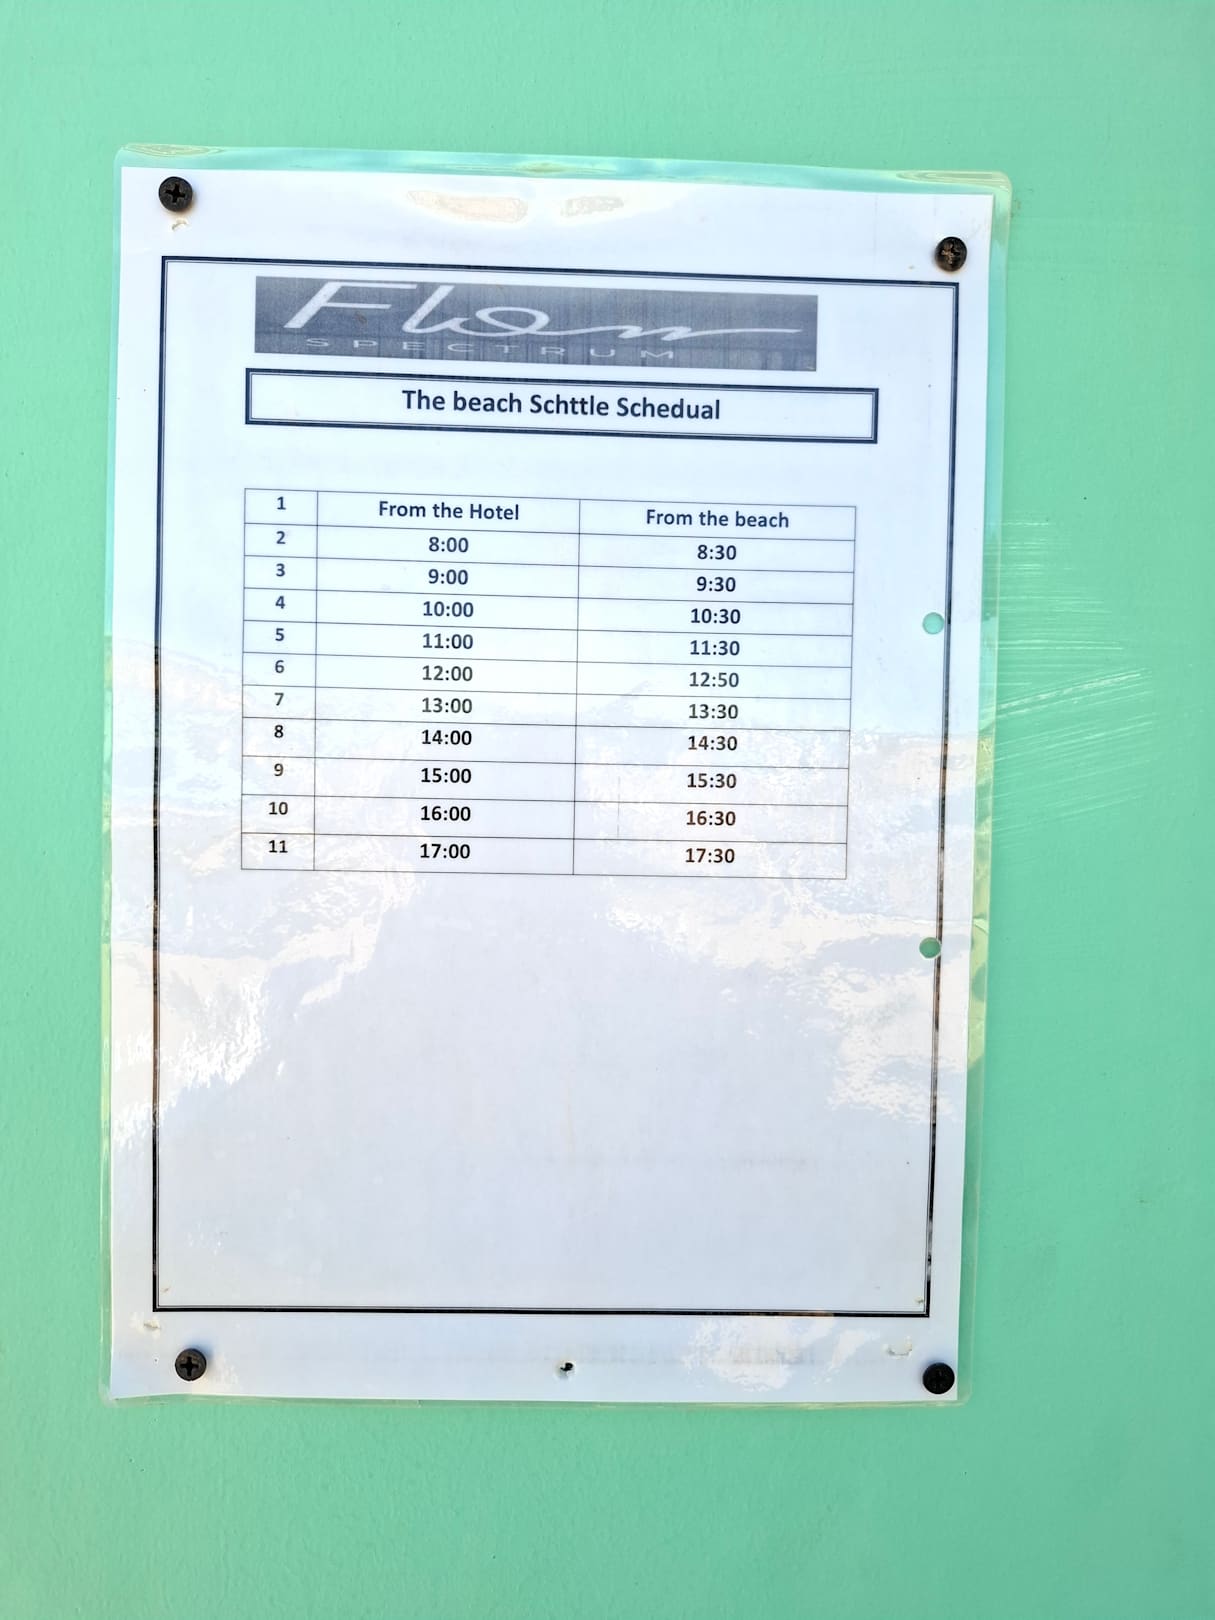 Flow
SPECTRUM
The beach Schttle Schedual
1 From the Hotel From the beach
2 8:00 8:30
3 9:00 9:30
4 10:00 10:30
5 11:00 11:30
6 12:00 12:50
7 13:00 13:30
8 14:00 14:30
9 15:00 15:30
10 16:00 16:30
11 17:00 17:30